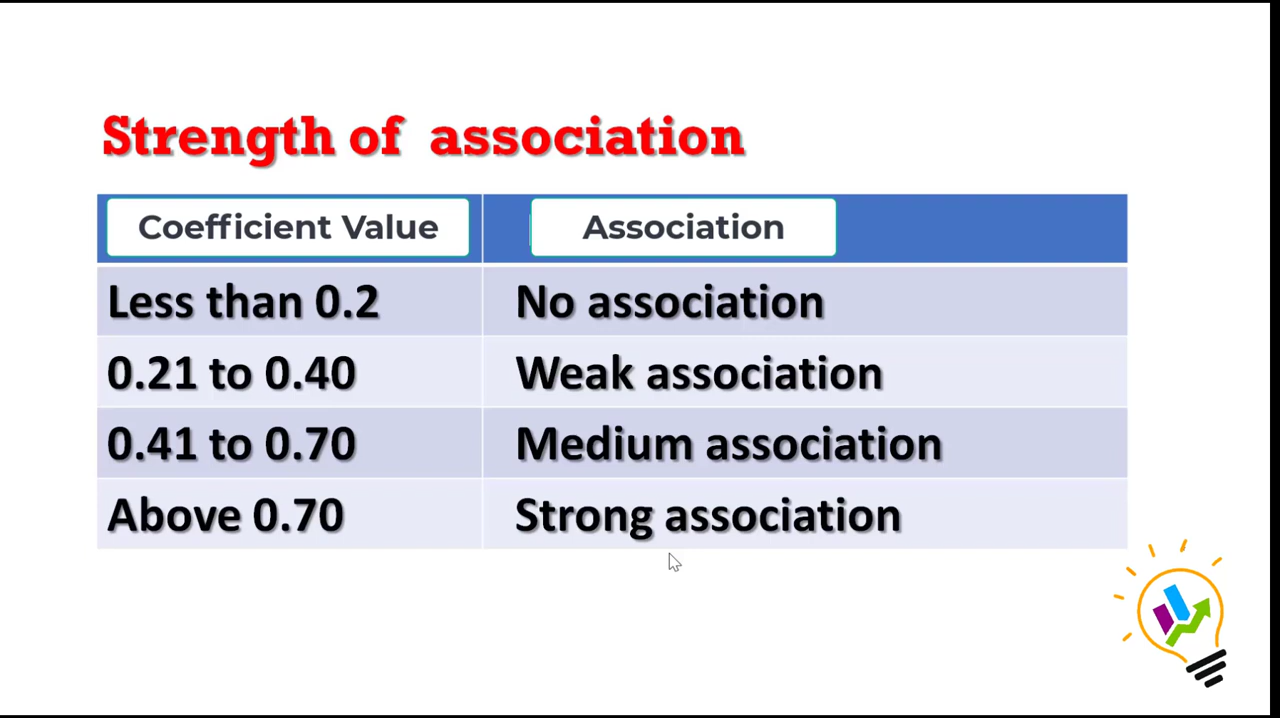 Strength of association
Coefficient Value Association
Less than 0.2 No association
0.21 to 0.40 Weak association
0.41 to 0.70 Medium association
Above 0.70 Strong association